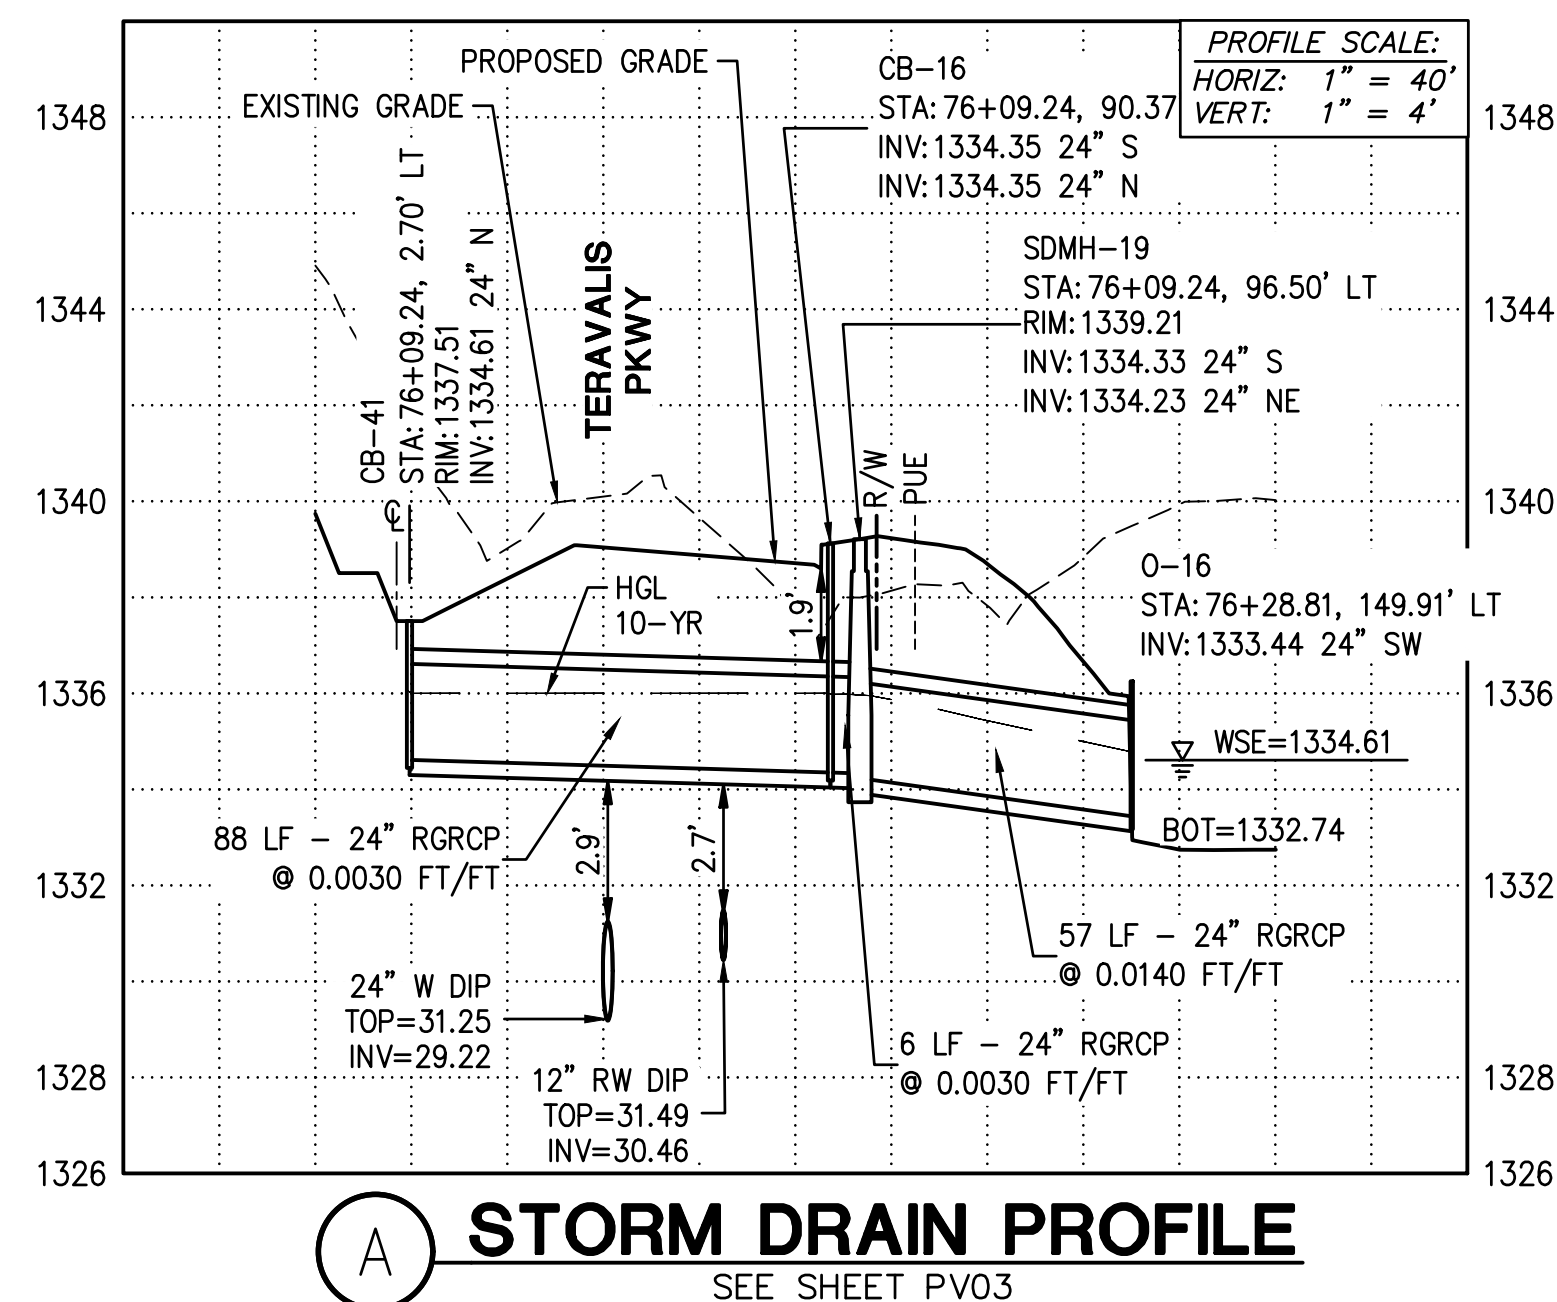 PROFILE SCALE:
HORIZ: 1" = 40'
VERT: 1" = 4'
PROPOSED GRADE
EXISTING GRADE
CB-16
STA: 76+09.24, 90.37
INV: 1334.35 24" S
INV: 1334.35 24" N
SDMH-19
STA: 76+09.24, 96.50' LT
RIM: 1339.21
INV: 1334.33 24" S
INV: 1334.23 24" NE
CB-41
STA: 76+09.24, 2.70' LT
RIM: 1337.51
INV: 1334.61 24" N
TERAVALIS
PKWY
R/W
PUE
℄
HGL
10-YR
1.9'
O-16
STA: 76+28.81, 149.91' LT
INV: 1333.44 24" SW
WSE=1334.61
BOT=1332.74
88 LF - 24" RGRCP
@ 0.0030 FT/FT
2.9'
2.7'
57 LF - 24" RGRCP
@ 0.0140 FT/FT
6 LF - 24" RGRCP
@ 0.0030 FT/FT
24" W DIP
TOP=31.25
INV=29.22
12" RW DIP
TOP=31.49
INV=30.46
1348
1344
1340
1336
1332
1328
1326
1348
1344
1340
1336
1332
1328
1326
A
STORM DRAIN PROFILE
SEE SHEET PV03